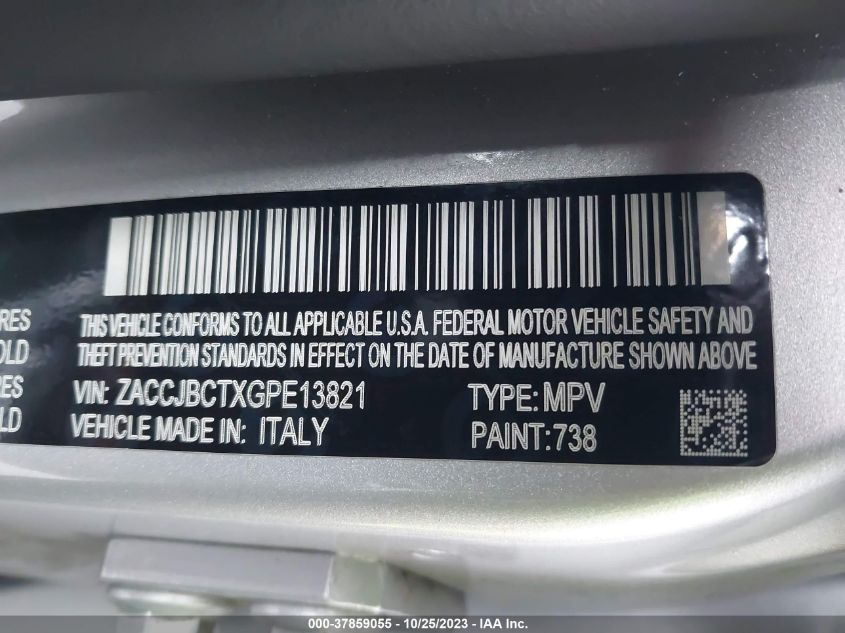 RES
OLD
RES
LD
THIS VEHICLE CONFORMS TO ALL APPLICABLE U.S.A. FEDERAL MOTOR VEHICLE SAFETY AND
THEFT PREVENTION STANDARDS IN EFFECT ON THE DATE OF MANUFACTURE SHOWN ABOVE
VIN: ZACCJBCTXGPE13821 TYPE: MPV
VEHICLE MADE IN: ITALY PAINT:738
000-37859055 - 10/25/2023 - IAA Inc.